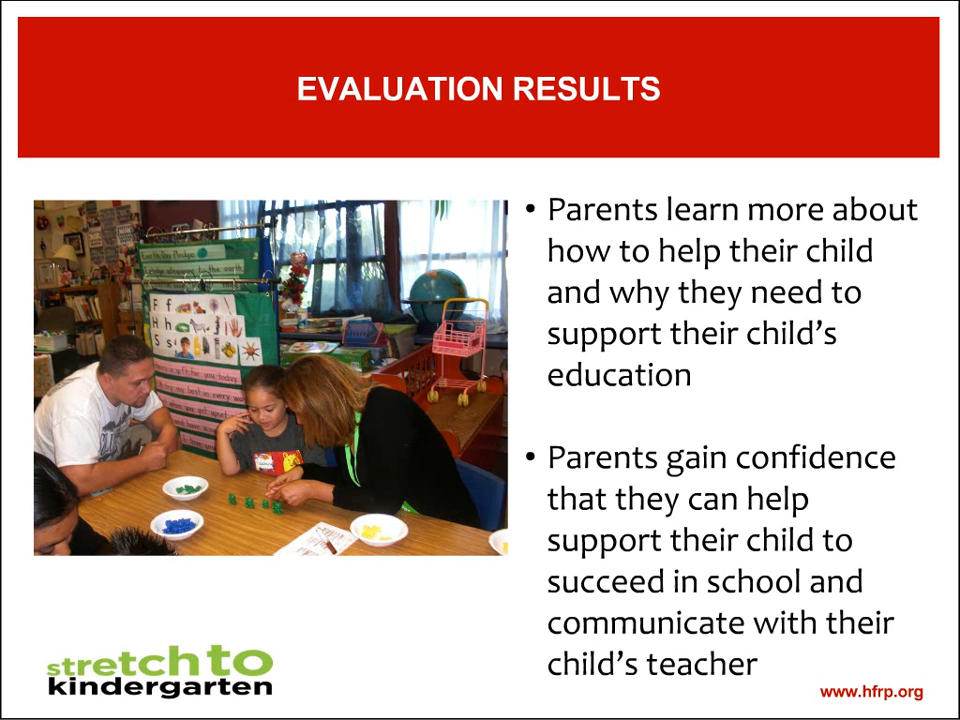 EVALUATION RESULTS
• Parents learn more about
how to help their child
and why they need to
support their child’s
education
• Parents gain confidence
that they can help
support their child to
succeed in school and
communicate with their
child’s teacher
F f
H h
S s
stretch to
kindergarten
www.hfrp.org